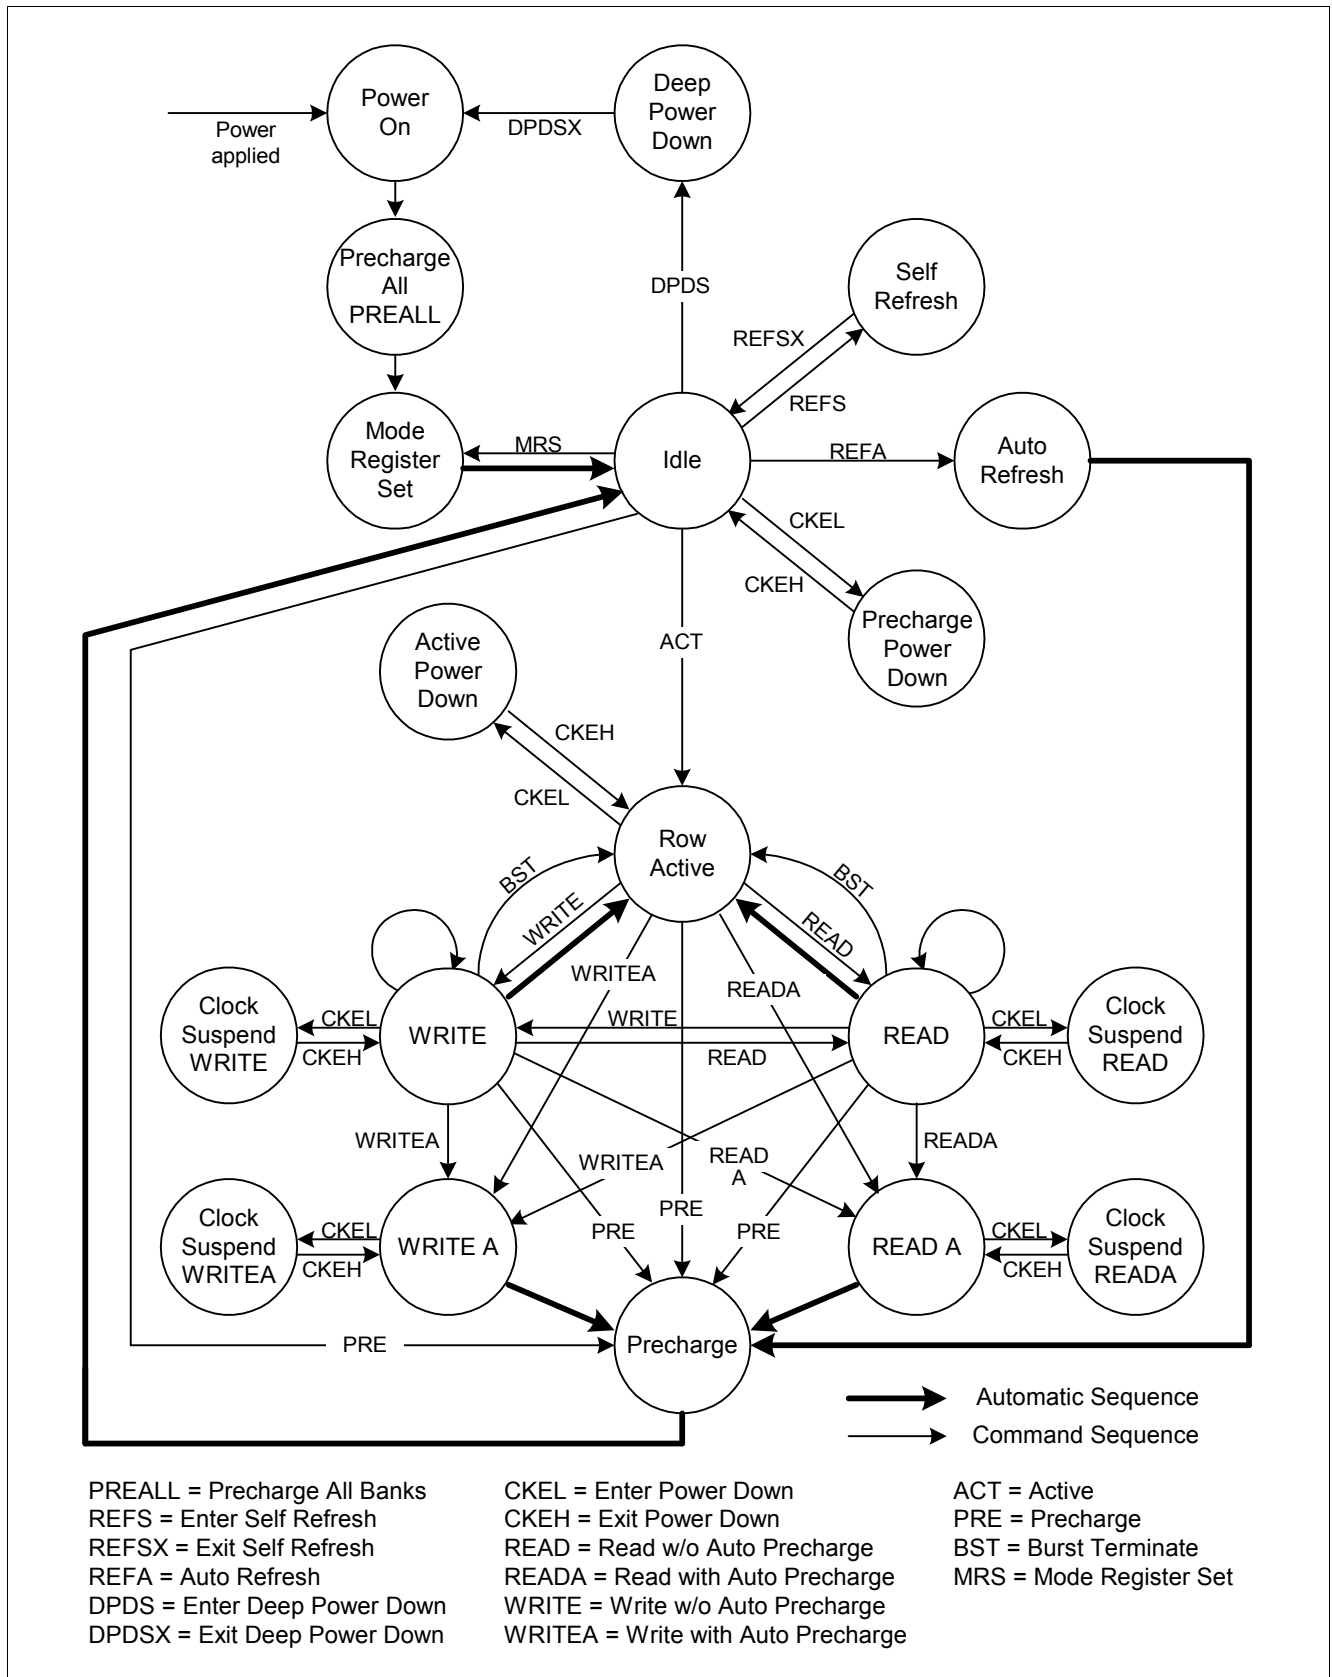 Power
On
Deep
Power
Down
Power
applied
DPDSX
Precharge
All
PREALL
DPDS
Self
Refresh
REFSX
REFS
Mode
Register
Set
MRS
Idle
REFA
Auto
Refresh
CKEL
CKEH
Precharge
Power
Down
ACT
Active
Power
Down
CKEH
CKEL
Row
Active
BST
WRITE
READ
BST
WRITEA
READA
Clock
Suspend
WRITE
CKEL
CKEH
WRITE
WRITE
READ
READ
CKEL
CKEH
Clock
Suspend
READ
WRITEA
WRITEA
READ
A
READA
PRE
PRE
PRE
Clock
Suspend
WRITEA
CKEL
CKEH
WRITE A
READ A
CKEL
CKEH
Clock
Suspend
READA
PRE
Precharge
Automatic Sequence
Command Sequence
PREALL = Precharge All Banks
REFS = Enter Self Refresh
REFSX = Exit Self Refresh
REFA = Auto Refresh
DPDS = Enter Deep Power Down
DPDSX = Exit Deep Power Down
CKEL = Enter Power Down
CKEH = Exit Power Down
READ = Read w/o Auto Precharge
READA = Read with Auto Precharge
WRITE = Write w/o Auto Precharge
WRITEA = Write with Auto Precharge
ACT = Active
PRE = Precharge
BST = Burst Terminate
MRS = Mode Register Set